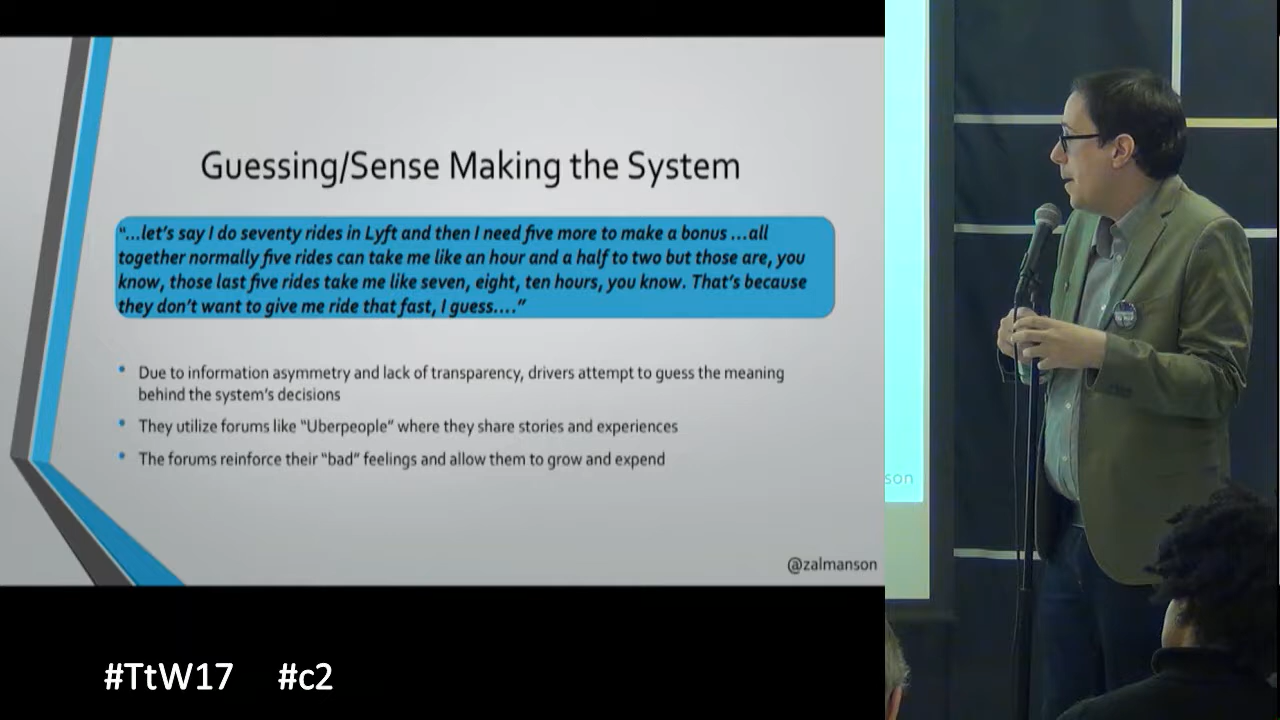 Guessing/Sense Making the System
“…let’s say I do seventy rides in Lyft and then I need five more to make a bonus …all
together normally five rides can take me like an hour and a half to two but those are, you
know, those last five rides take me like seven, eight, ten hours, you know. That’s because
they don’t want to give me ride that fast, I guess….”
• Due to information asymmetry and lack of transparency, drivers attempt to guess the meaning
behind the system’s decisions
• They utilize forums like “Uberpeople” where they share stories and experiences
• The forums reinforce their “bad” feelings and allow them to grow and expend
@zalmanson
son
#TtW17 #c2